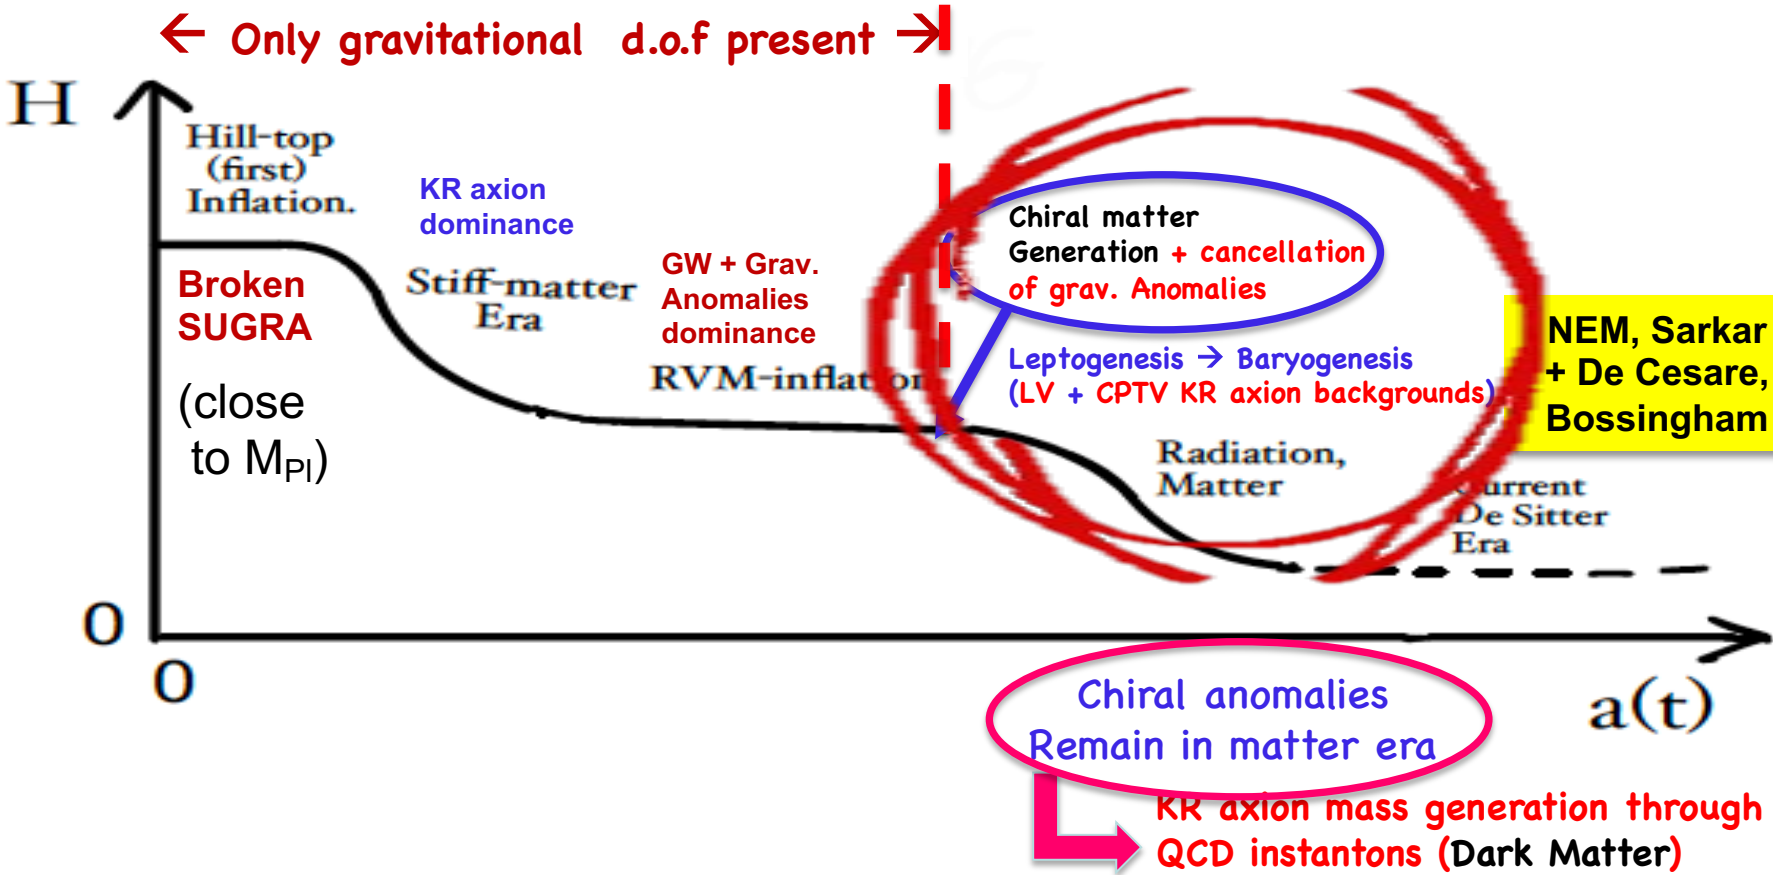 ← Only gravitational d.o.f present →
H
Hill-top
(first)
Inflation.
Broken
SUGRA
(close
to M_Pl)
KR axion
dominance
Stiff-matter
Era
GW + Grav.
Anomalies
dominance
RVM-inflation
Chiral matter
Generation + cancellation
of grav. Anomalies
Leptogenesis → Baryogenesis
(LV + CPTV KR axion backgrounds)
NEM, Sarkar
+ De Cesare,
Bossingham
Radiation,
Matter
Current
De Sitter
Era
0
0
a(t)
Chiral anomalies
Remain in matter era
KR axion mass generation through
QCD instantons (Dark Matter)